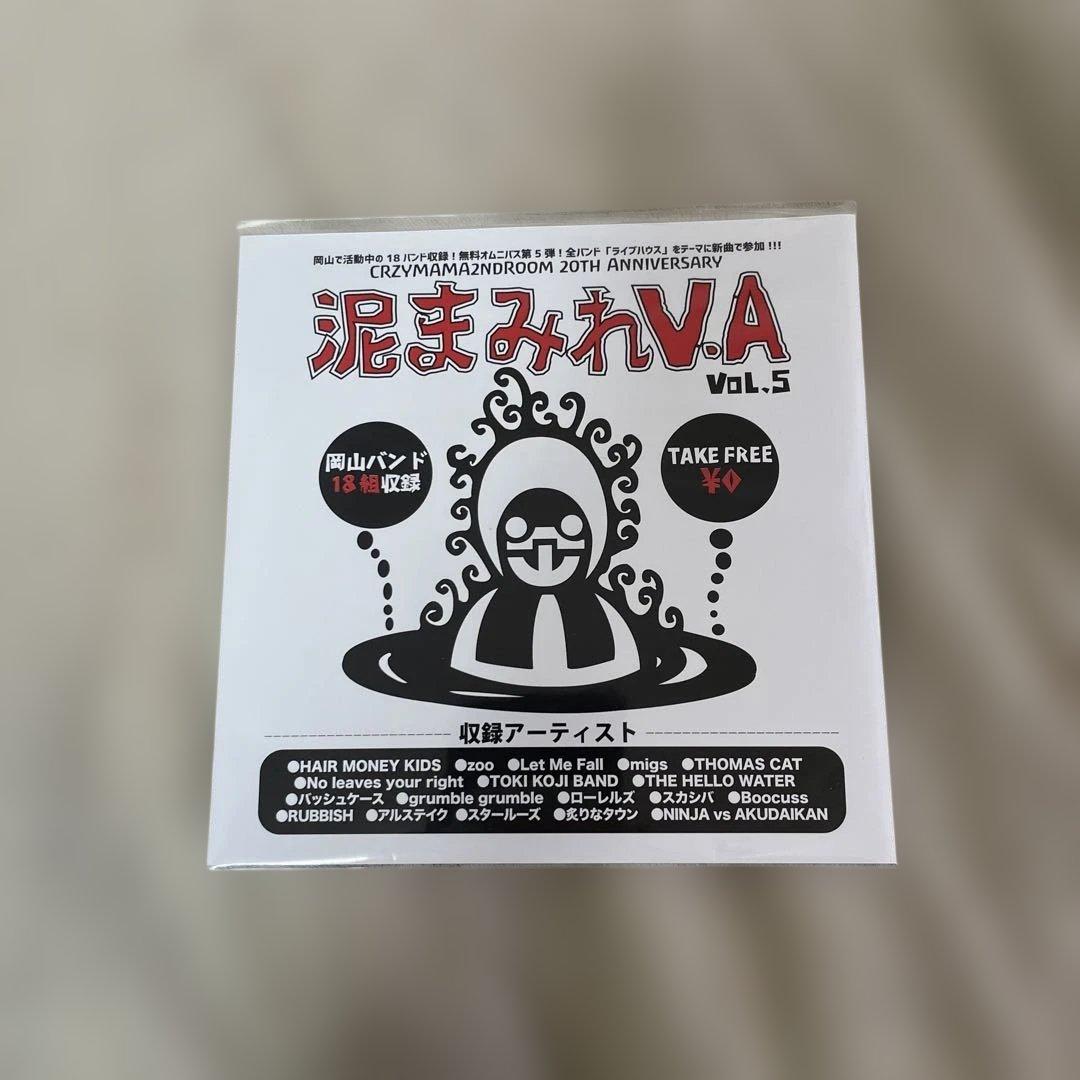 岡山で活動中の 18 バンド収録！無料オムニバス第 5 弾！全バンド「ライブハウス」をテーマに新曲で参加 !!!
CRZYMAMA2NDROOM 20TH ANNIVERSARY
泥まみれV.A
VOL.5
岡山バンド
18組収録
TAKE FREE
¥0
収録アーティスト
●HAIR MONEY KIDS ●zoo ●Let Me Fall ●migs ●THOMAS CAT
●No leaves your right ●TOKI KOJI BAND ●THE HELLO WATER
●バッシュケース ●grumble grumble ●ローレルズ ●スカシバ ●Boocuss
●RUBBISH ●アルステイク ●スタールーズ ●炙りなタウン ●NINJA vs AKUDAIKAN